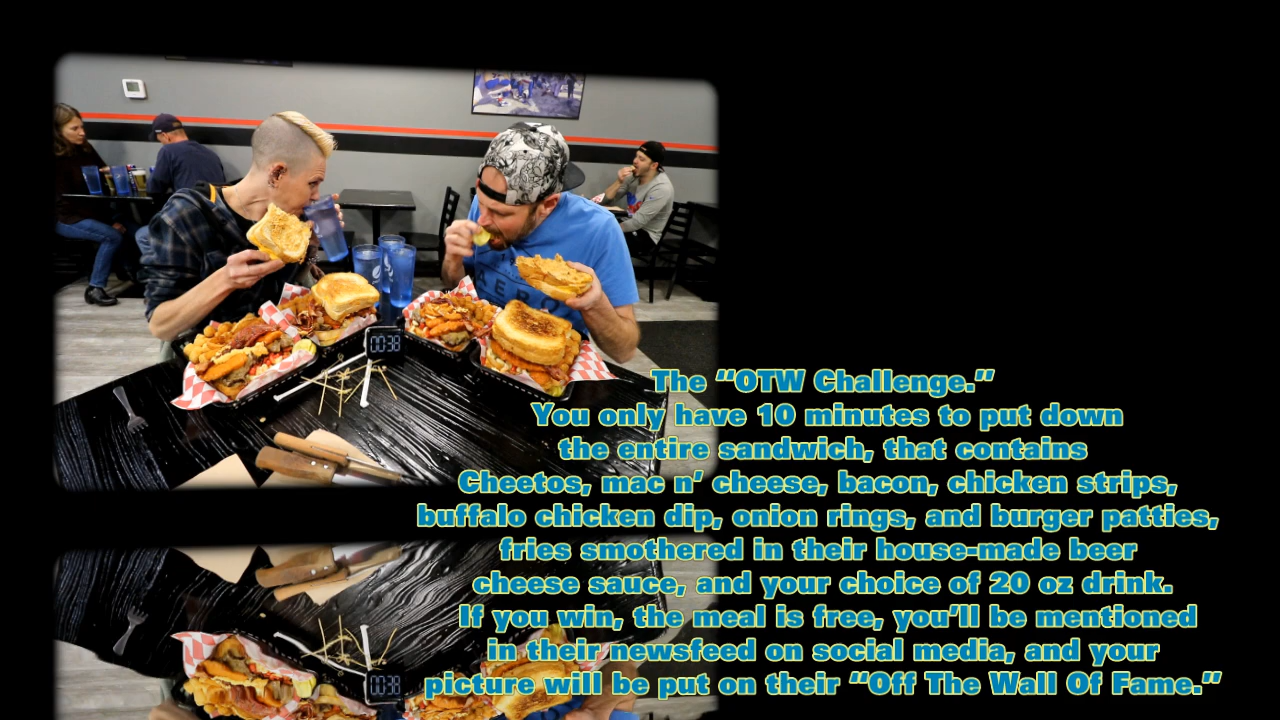 AERO
00:38
The “OTW Challenge.”
You only have 10 minutes to put down
the entire sandwich, that contains
Cheetos, mac n’ cheese, bacon, chicken strips,
buffalo chicken dip, onion rings, and burger patties,
fries smothered in their house-made beer
cheese sauce, and your choice of 20 oz drink.
If you win, the meal is free, you’ll be mentioned
in their newsfeed on social media, and your
picture will be put on their “Off The Wall Of Fame.”